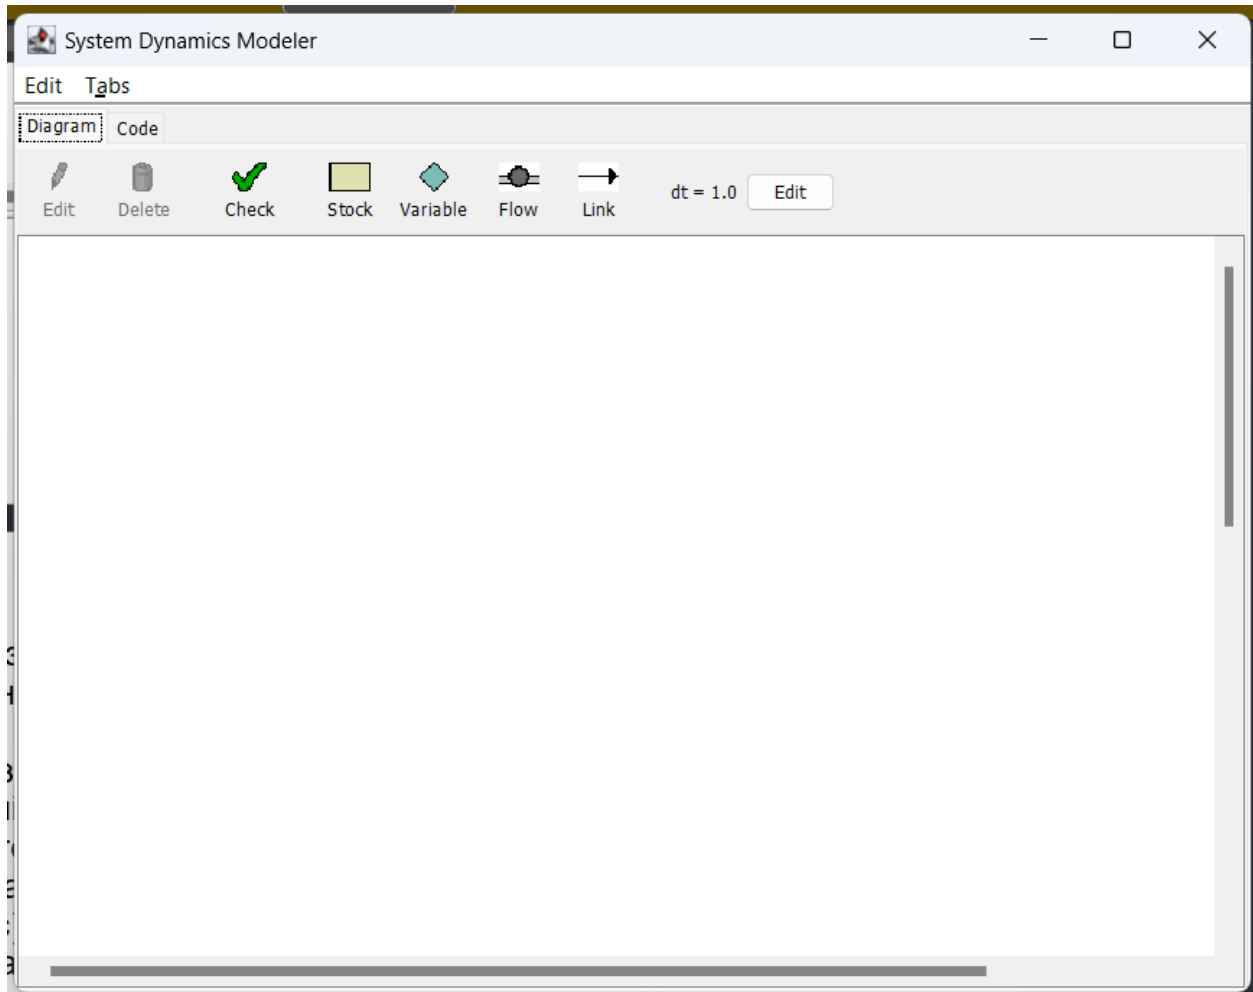 System Dynamics Modeler
Edit Tabs
Diagram Code
Edit Delete Check Stock Variable Flow Link dt = 1.0 Edit